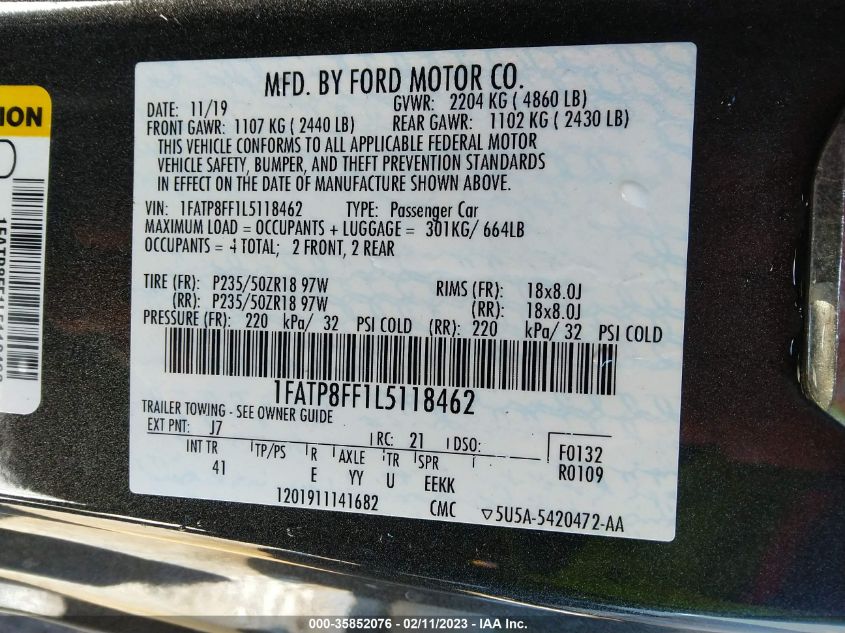 MFD. BY FORD MOTOR CO.
DATE: 11/19 GVWR: 2204 KG ( 4860 LB)
FRONT GAWR: 1107 KG ( 2440 LB) REAR GAWR: 1102 KG ( 2430 LB)
THIS VEHICLE CONFORMS TO ALL APPLICABLE FEDERAL MOTOR
VEHICLE SAFETY, BUMPER, AND THEFT PREVENTION STANDARDS
IN EFFECT ON THE DATE OF MANUFACTURE SHOWN ABOVE.
VIN: 1FATP8FF1L5118462 TYPE: Passenger Car
MAXIMUM LOAD = OCCUPANTS + LUGGAGE = 301KG/ 664LB
OCCUPANTS = 4 TOTAL; 2 FRONT, 2 REAR
TIRE (FR): P235/50ZR18 97W RIMS (FR): 18x8.0J
(RR): P235/50ZR18 97W (RR): 18x8.0J
PRESSURE (FR): 220 kPa/ 32 PSI COLD (RR): 220 kPa/ 32 PSI COLD
1FATP8FF1L5118462
TRAILER TOWING - SEE OWNER GUIDE
EXT PNT: J7 RC: 21 DSO: F0132
INT TR TP/PS R AXLE TR SPR R0109
41 E YY U EEKK
1201911141682 CMC ▽5U5A-5420472-AA
ION
1FATP8FF1L5118462
000-35852076 - 02/11/2023 - IAA Inc.